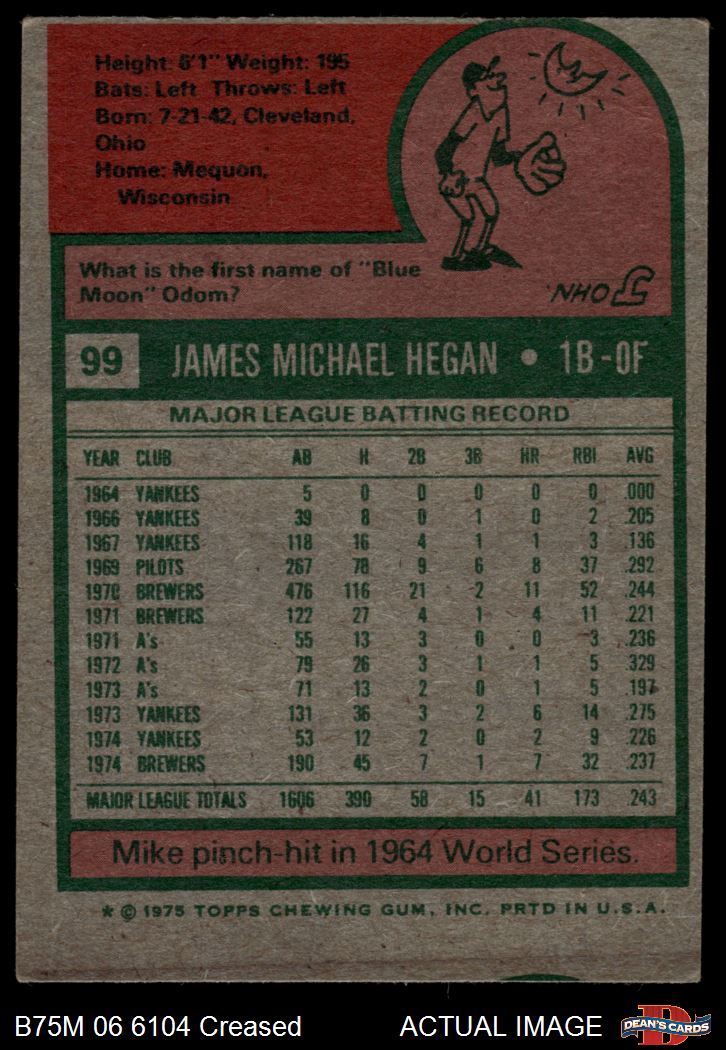 Height: 6'1" Weight: 195
Bats: Left Throws: Left
Born: 7-21-42, Cleveland,
Ohio
Home: Mequon,
Wisconsin
What is the first name of "Blue
Moon" Odom?
JOHN.
99 JAMES MICHAEL HEGAN • 1B-OF
MAJOR LEAGUE BATTING RECORD
YEAR CLUB AB H 2B 3B HR RBI AVG
1964 YANKEES 5 0 0 0 0 0 .000
1966 YANKEES 39 8 0 1 0 2 .205
1967 YANKEES 118 16 4 1 1 3 .136
1969 PILOTS 267 78 9 6 8 37 .292
1970 BREWERS 476 116 21 2 11 52 .244
1971 BREWERS 122 27 4 1 4 11 .221
1971 A's 55 13 3 0 0 3 .236
1972 A's 79 26 3 1 1 5 .329
1973 A's 71 13 2 0 1 5 .197
1973 YANKEES 131 36 3 2 6 14 .275
1974 YANKEES 53 12 2 0 2 9 .226
1974 BREWERS 190 45 7 1 7 32 .237
MAJOR LEAGUE TOTALS 1606 390 58 15 41 173 .243
Mike pinch-hit in 1964 World Series.
* © 1975 TOPPS CHEWING GUM, INC. PRTD IN U.S.A.
B75M 06 6104 Creased ACTUAL IMAGE
D
DEAN'S CARDS